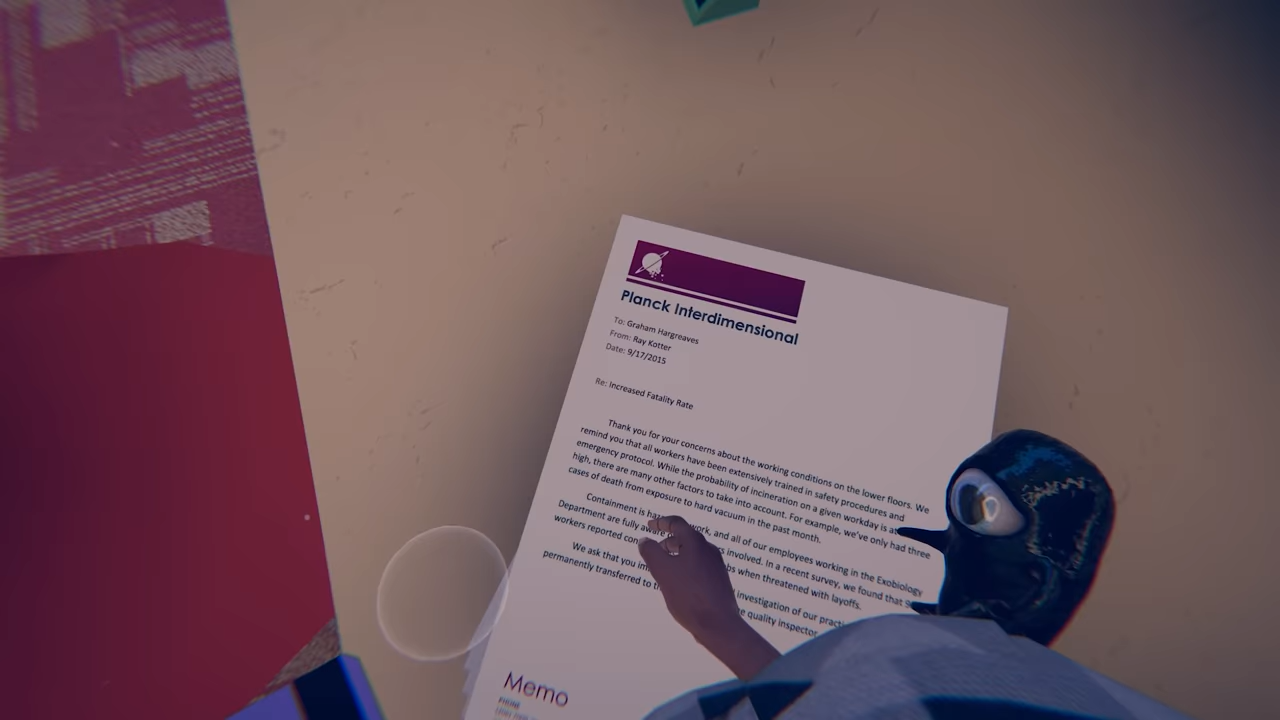 Planck Interdimensional
To: Graham Hargreaves
From: Ray Kotter
Date: 9/17/2015
Re: Increased Fatality Rate
Thank you for your concerns about the working conditions on the lower floors. We
remind you that all workers have been extensively trained in safety procedures and
emergency protocol. While the probability of incineration on a given workday is
high, there are many other factors to take into account. For example, we've only had three
cases of death from exposure to hard vacuum in the past month.
Containment is and all of our employees working in the Exobiology
Department are fully aware involved. In a recent survey, we found that
workers reported when threatened with layoffs.
We ask that you investigation of our
permanently transferred to quality inspector
Memo
PHONE